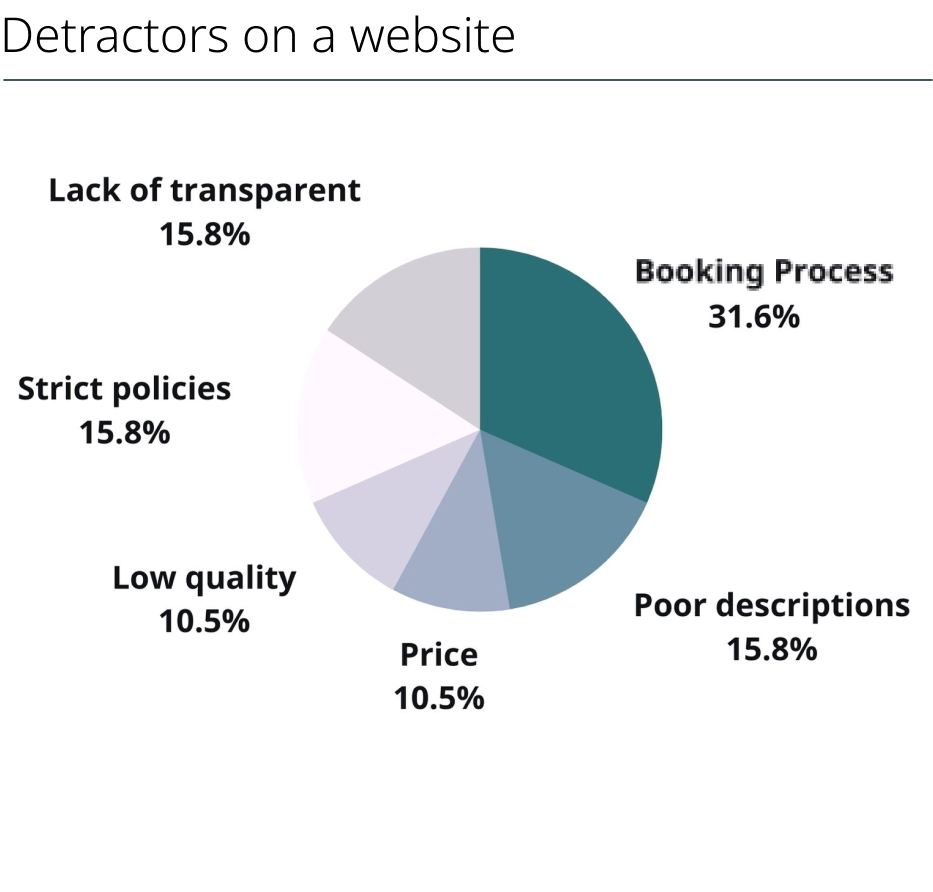 Detractors on a website
Lack of transparent
15.8%
Booking Process
31.6%
Strict policies
15.8%
Low quality
10.5%
Poor descriptions
15.8%
Price
10.5%